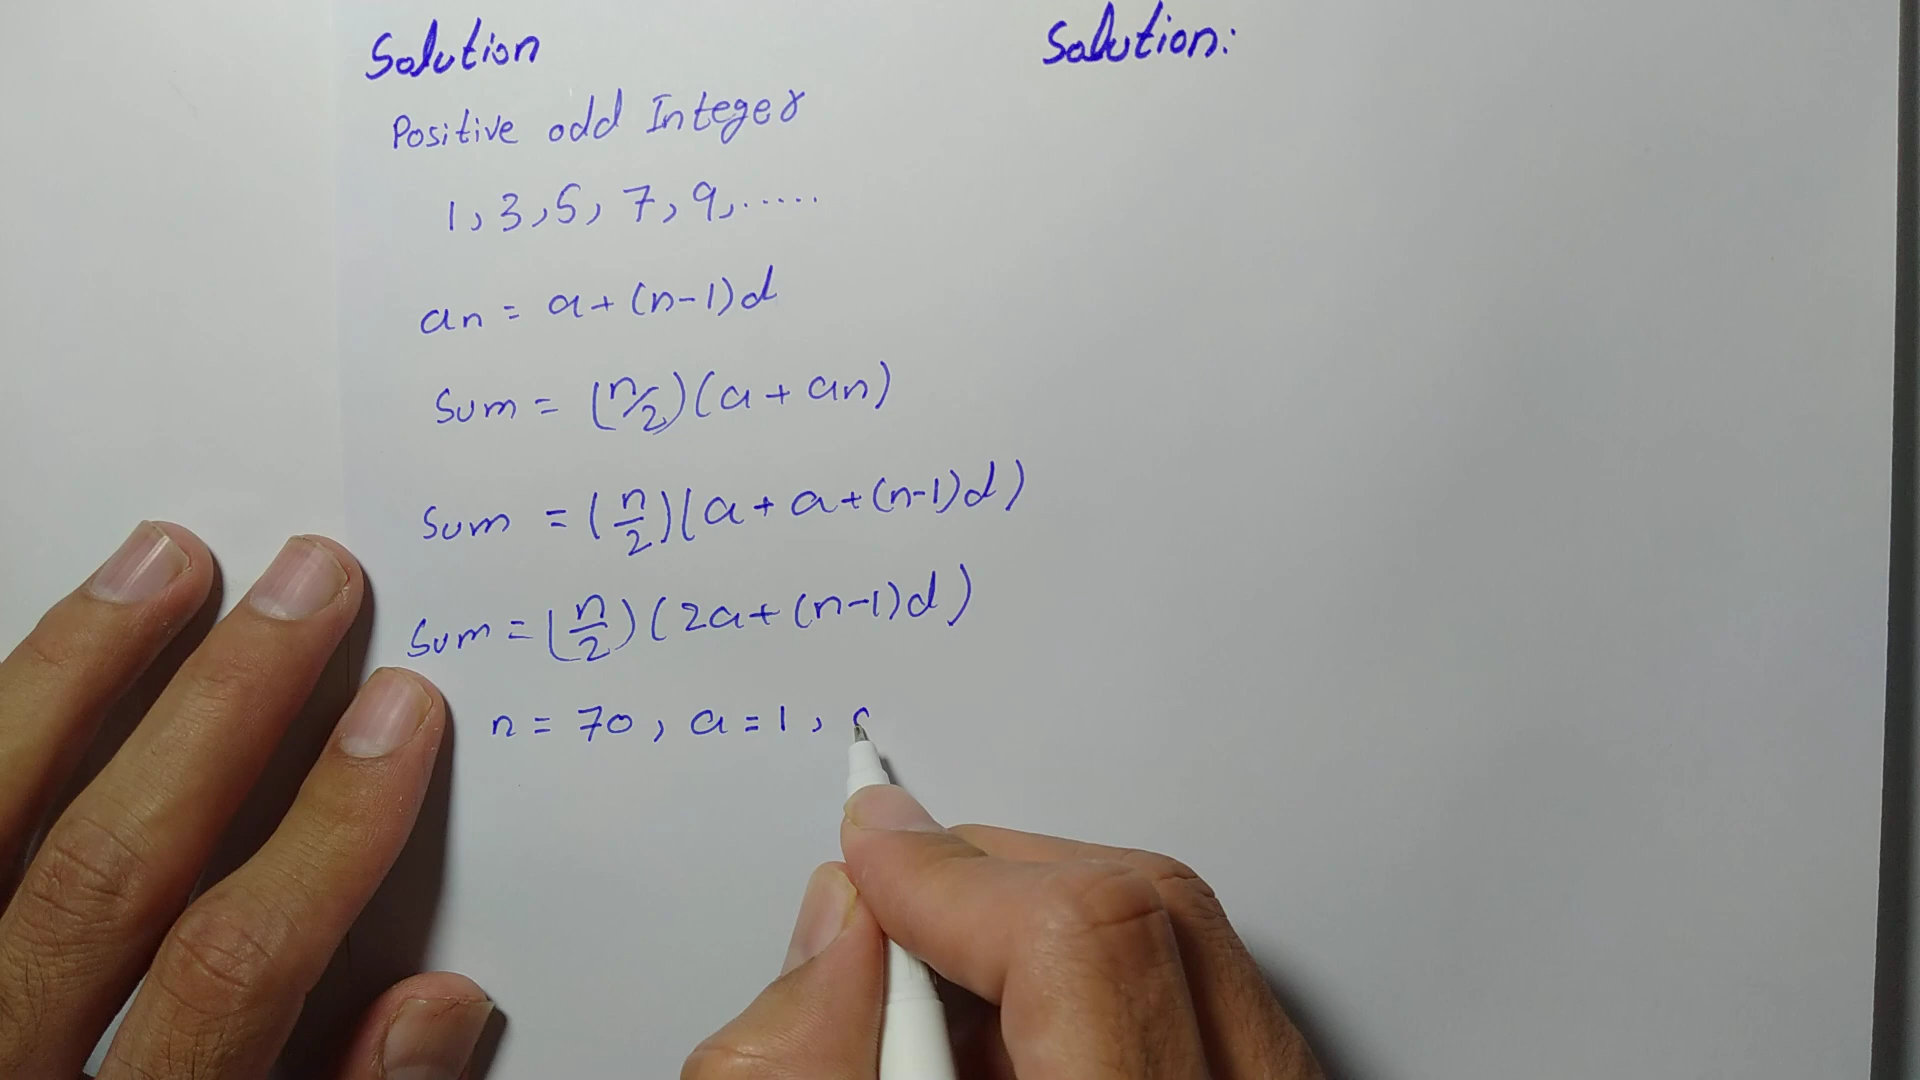 Solution
Positive odd Integer
1, 3, 5, 7, 9, .....
an = a + (n-1)d
Sum = (n/2)(a + an)
Sum = (n/2)(a + a + (n-1)d)
Sum = (n/2)(2a + (n-1)d)
n = 70, a = 1,
Solution: